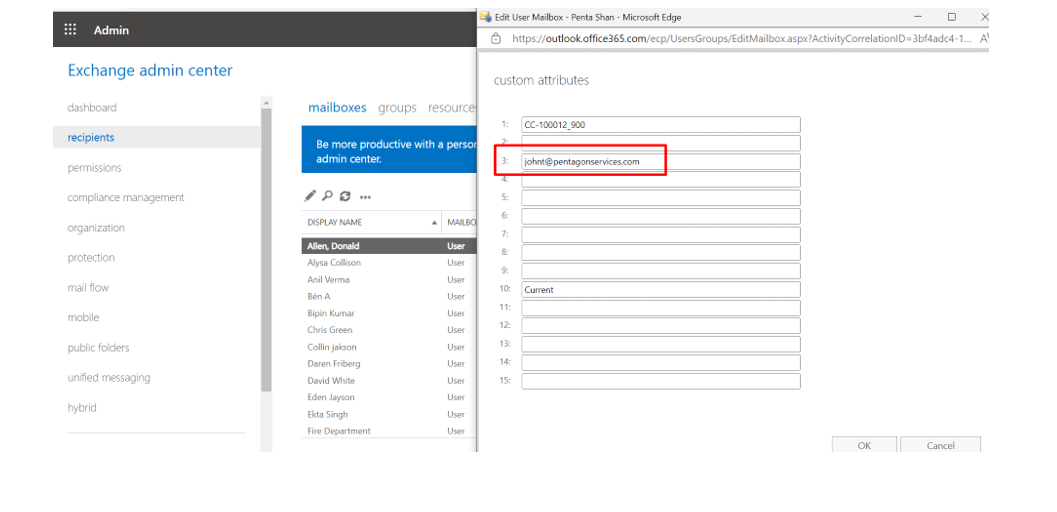 Admin
Exchange admin center
dashboard
recipients
permissions
compliance management
organization
protection
mail flow
mobile
public folders
unified messaging
hybrid
mailboxes groups
Be more productive with a
admin center.
DISPLAY NAME
Allen, Donald User
Alysa Collison User
Anil Verma User
Bén A User
Bipin Kumar User
Chris Green User
Collin jakson User
Daren Friberg User
David White User
Eden Jayson User
Ekta Singh User
Fire Department User
Edit User Mailbox - Penta Shan - Microsoft Edge
https://outlook.office365.com/ecp/UsersGroups/EditMailbox.aspx?ActivityCorrelationID=3bf4adc4-1...
custom attributes
1: CC-100012_900
2:
3: johnt@pentagonservices.com
4:
5:
6:
7:
8:
9:
10: Current
11:
12:
13:
14:
15:
OK Cancel